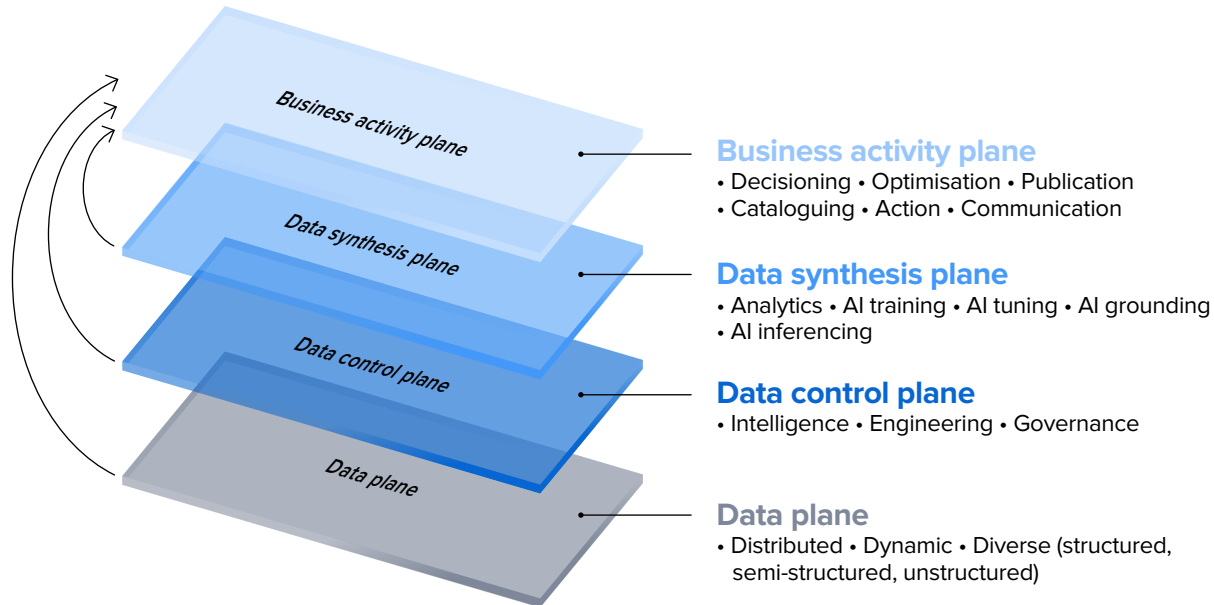 Business activity plane
Data synthesis plane
Data control plane
Data plane
Business activity plane
• Decisioning • Optimisation • Publication
• Cataloguing • Action • Communication
Data synthesis plane
• Analytics • AI training • AI tuning • AI grounding
• AI inferencing
Data control plane
• Intelligence • Engineering • Governance
Data plane
• Distributed • Dynamic • Diverse (structured,
semi-structured, unstructured)